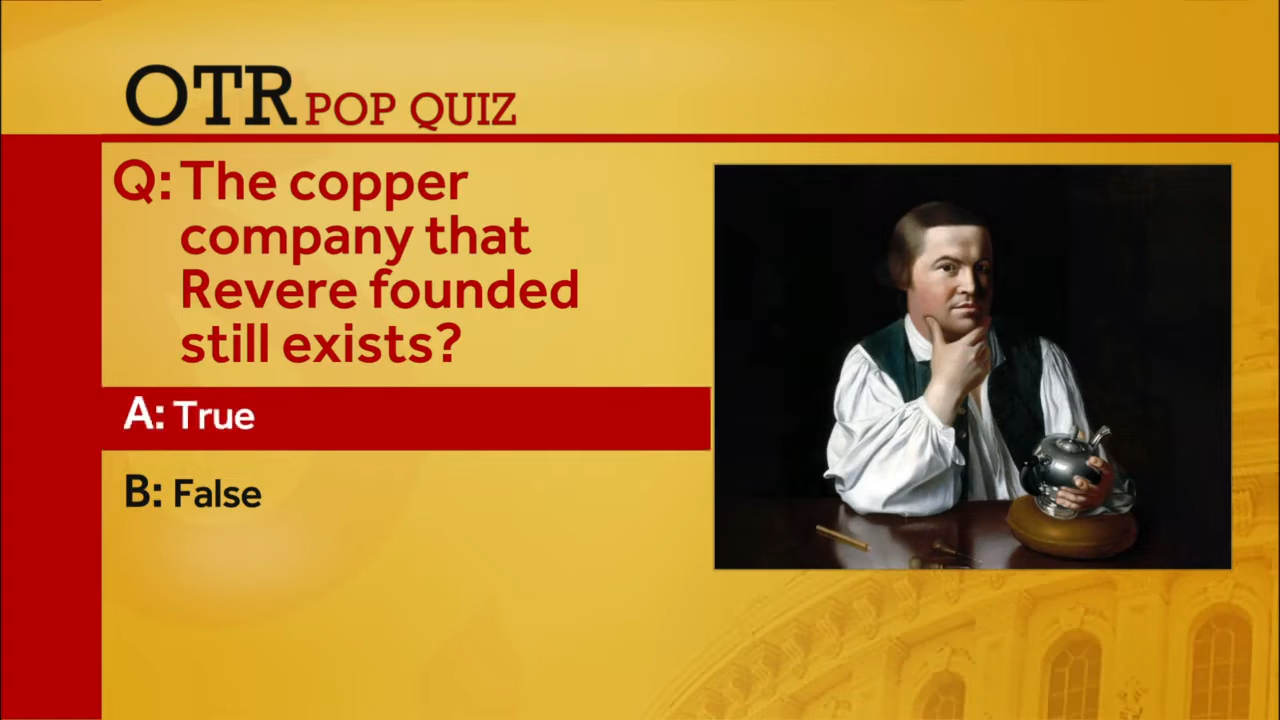 OTR POP QUIZ
Q: The copper
company that
Revere founded
still exists?
A: True
B: False